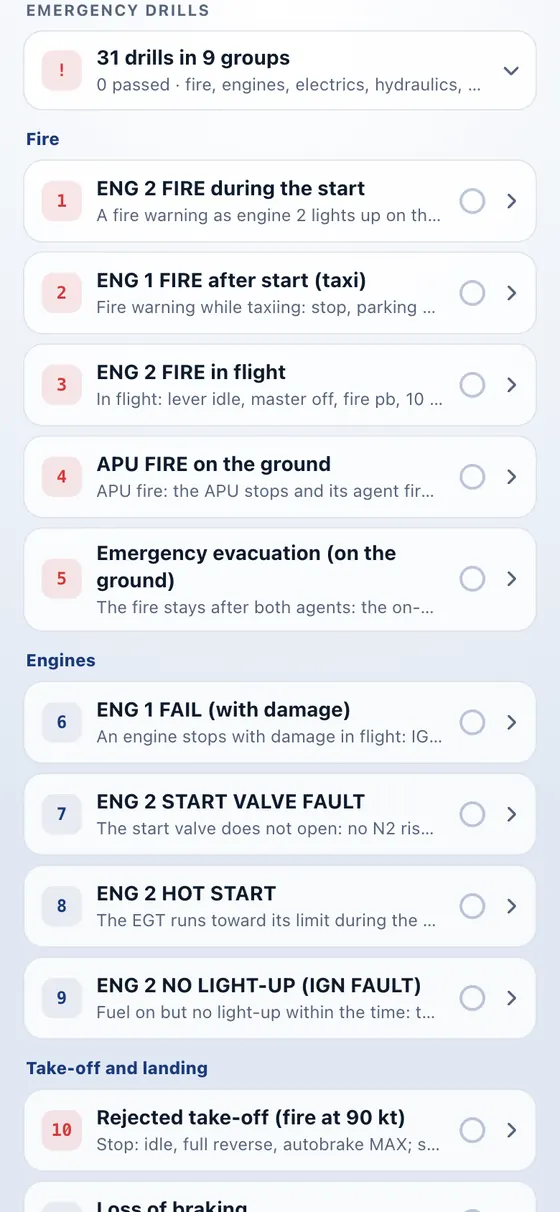 EMERGENCY DRILLS
!
31 drills in 9 groups
0 passed · fire, engines, electrics, hydraulics, ...
Fire
1
ENG 2 FIRE during the start
A fire warning as engine 2 lights up on th...
2
ENG 1 FIRE after start (taxi)
Fire warning while taxiing: stop, parking ...
3
ENG 2 FIRE in flight
In flight: lever idle, master off, fire pb, 10 ...
4
APU FIRE on the ground
APU fire: the APU stops and its agent fir...
5
Emergency evacuation (on the
ground)
The fire stays after both agents: the on-...
Engines
6
ENG 1 FAIL (with damage)
An engine stops with damage in flight: IG...
7
ENG 2 START VALVE FAULT
The start valve does not open: no N2 ris...
8
ENG 2 HOT START
The EGT runs toward its limit during the ...
9
ENG 2 NO LIGHT-UP (IGN FAULT)
Fuel on but no light-up within the time: t...
Take-off and landing
10
Rejected take-off (fire at 90 kt)
Stop: idle, full reverse, autobrake MAX; s...
Loss of braking